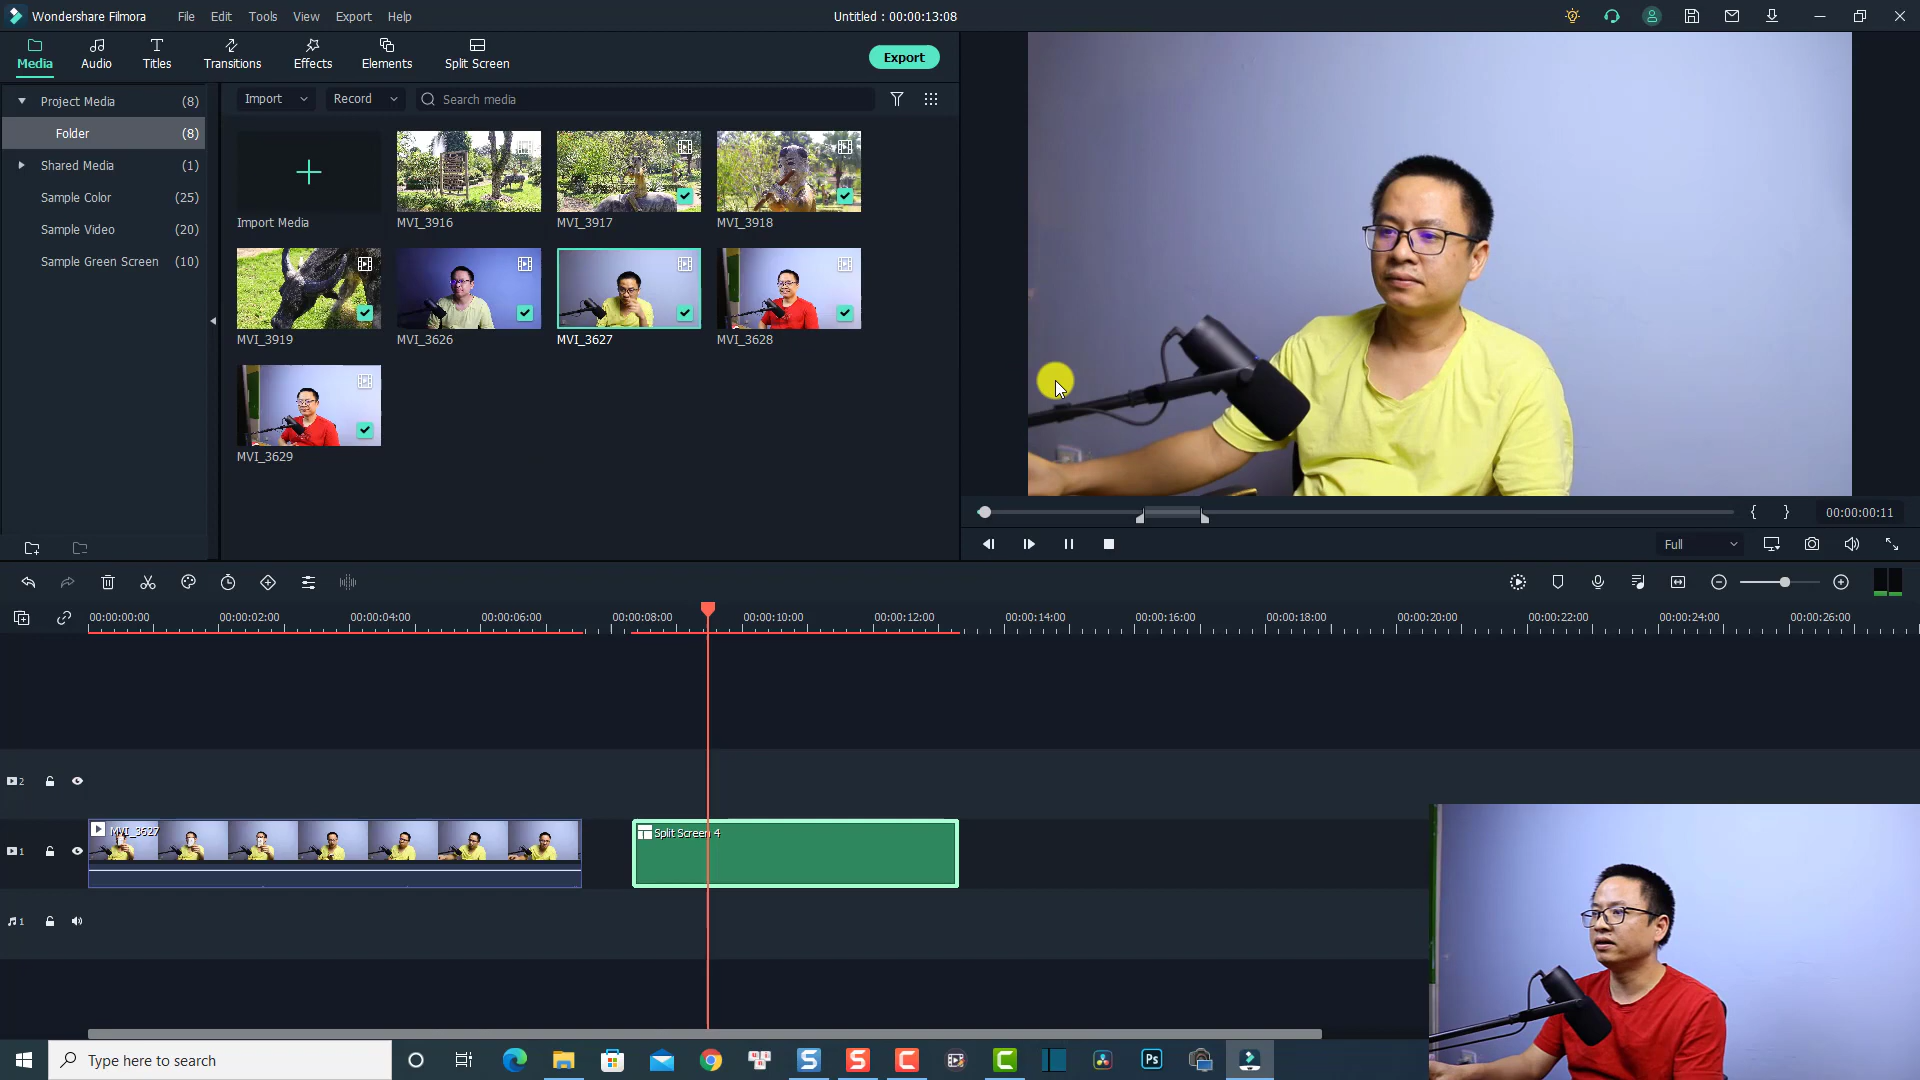 Wondershare Filmora File Edit Tools View Export Help Untitled : 00:00:13:08
Media Audio Titles Transitions Effects Elements Split Screen Export
Project Media (8)
Folder (8)
Shared Media (1)
Sample Color (25)
Sample Video (20)
Sample Green Screen (10)
Import Record Search media
Import Media MVI_3916 MVI_3917 MVI_3918
MVI_3919 MVI_3626 MVI_3627 MVI_3628
MVI_3629
{ } 00:00:00:11
Full
00:00:00:00 00:00:02:00 00:00:04:00 00:00:06:00 00:00:08:00 00:00:10:00 00:00:12:00 00:00:14:00 00:00:16:00 00:00:18:00 00:00:20:00 00:00:22:00 00:00:24:00 00:00:26:00
2
1 MVI_3627 Split Screen 4
1
Type here to search S S C C Ps